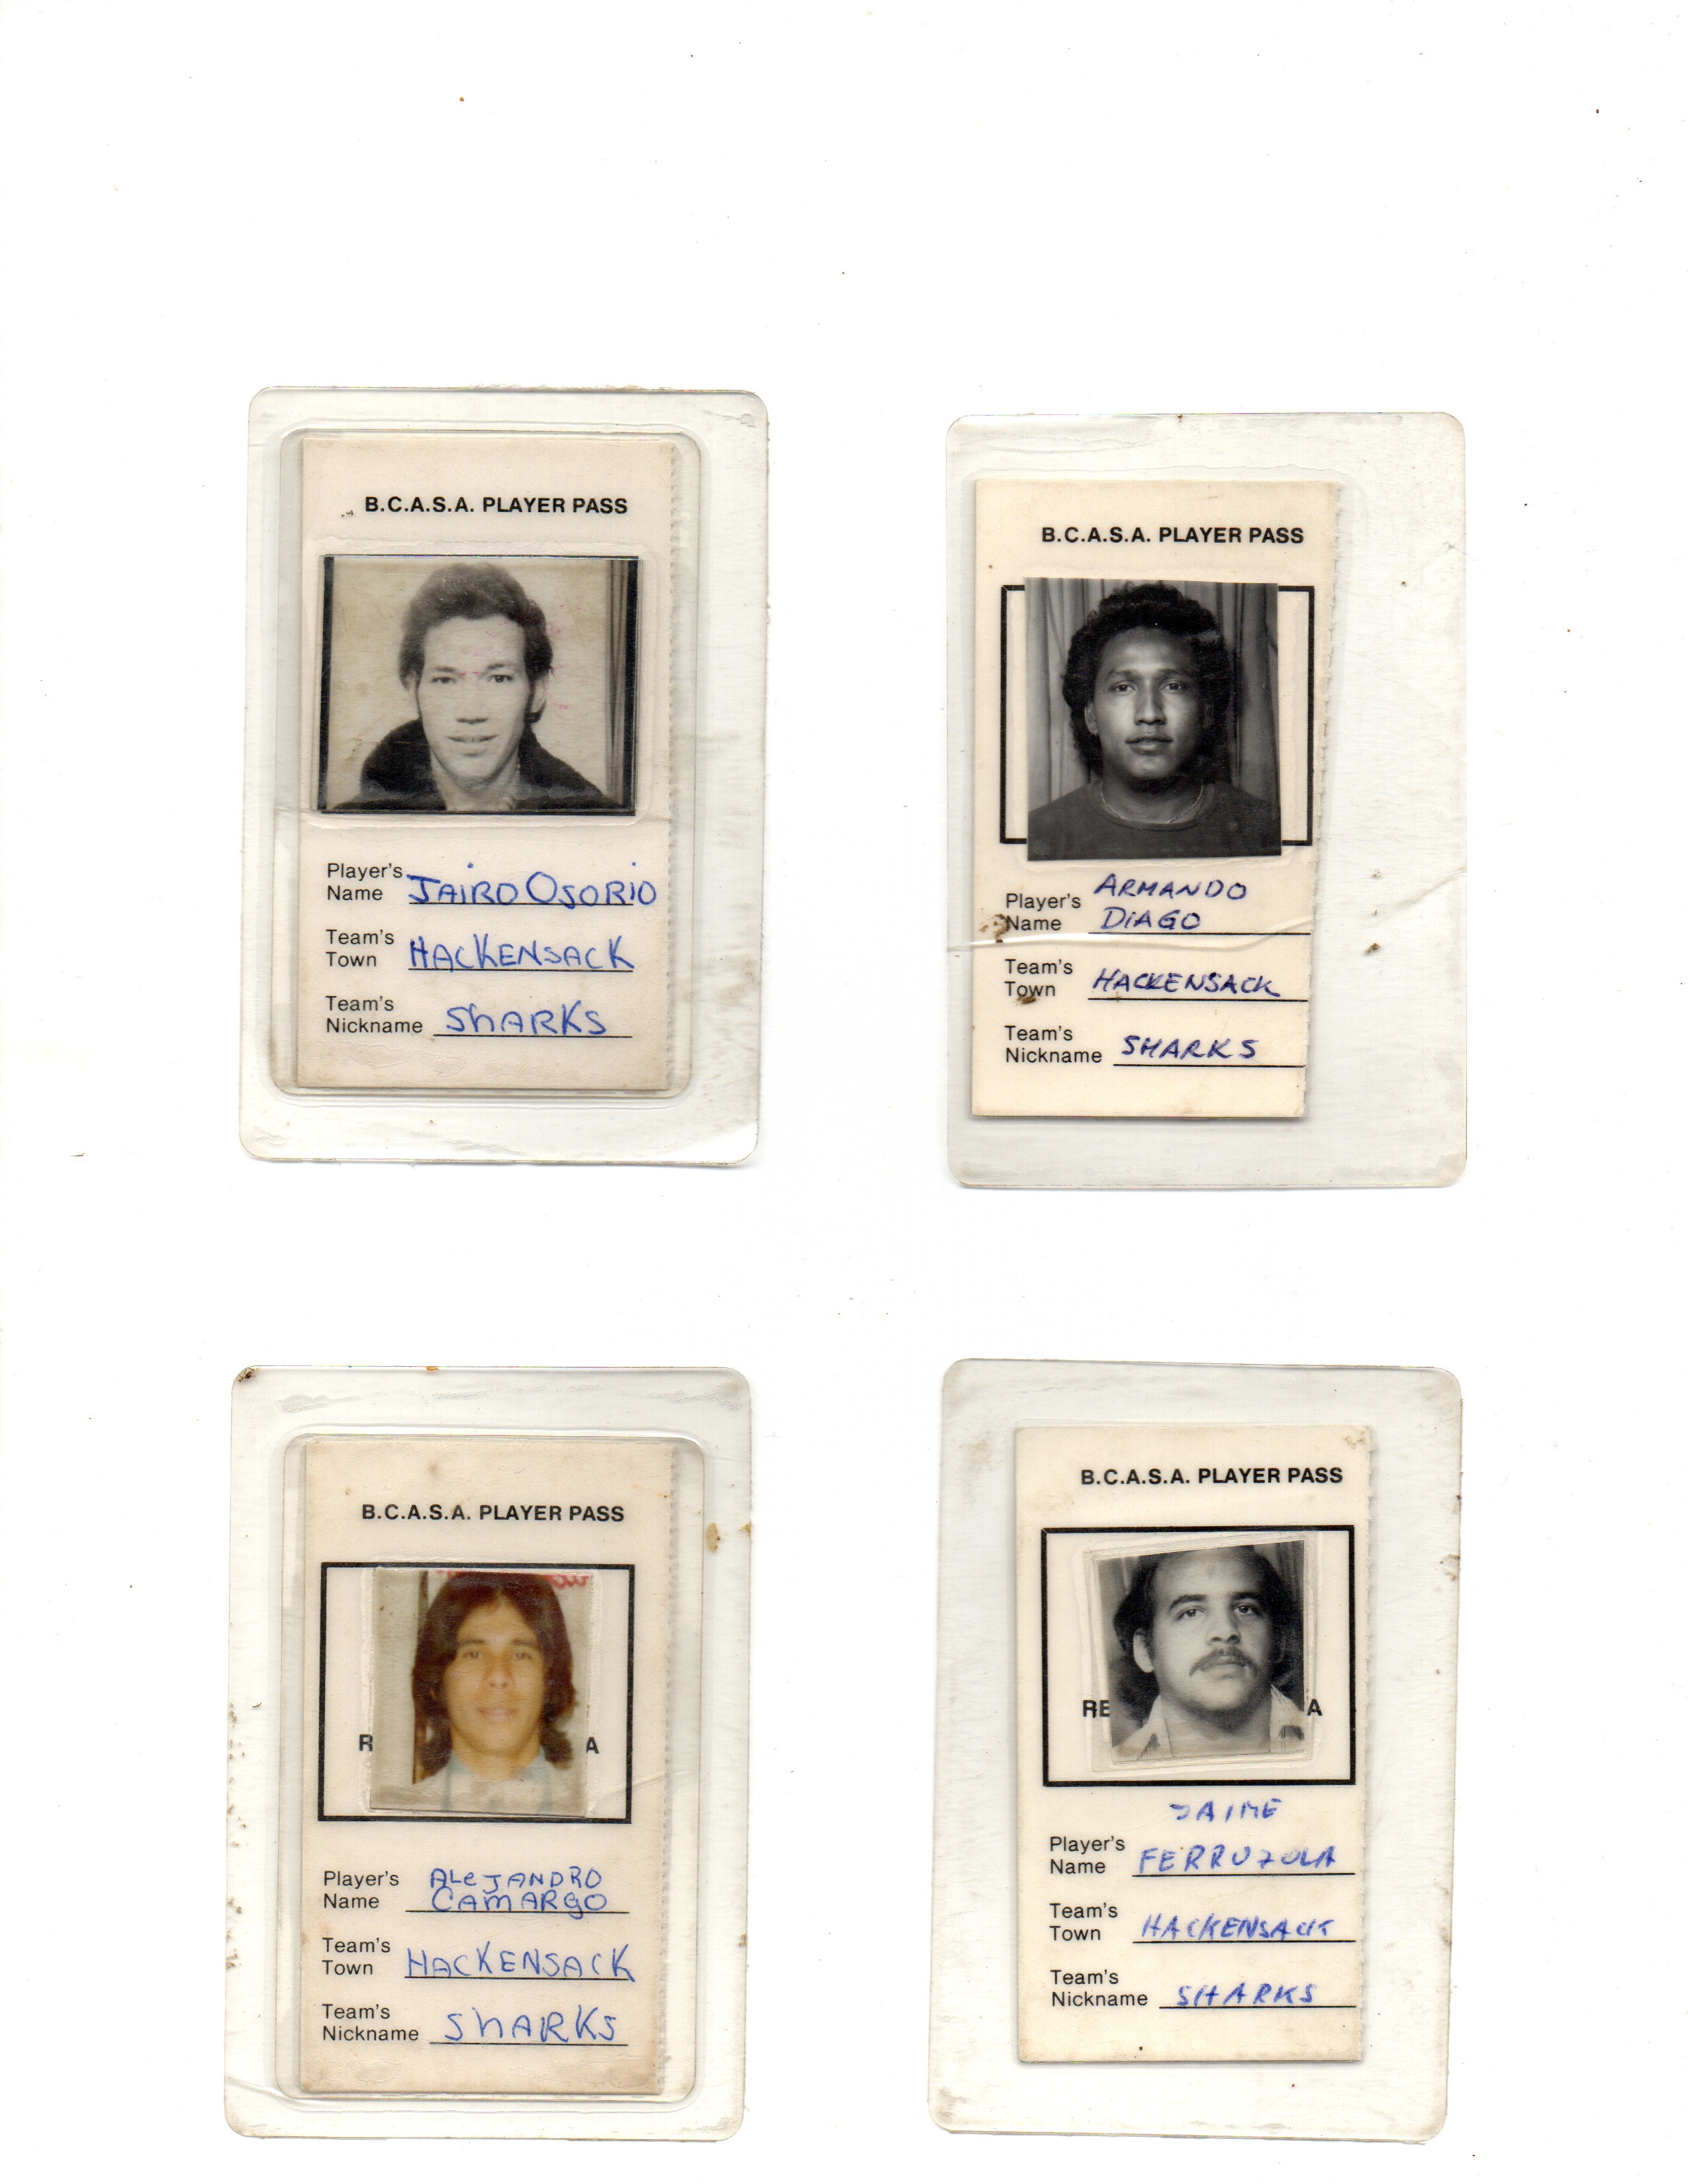 B.C.A.S.A. PLAYER PASS
Player's
Name JAIRO OSORIO
Team's
Town HACKENSACK
Team's
Nickname ShARKS
B.C.A.S.A. PLAYER PASS
ARMANDO
Player's
Name DiAGO
Team's
Town HACKENSACK
Team's
Nickname SHARKS
B.C.A.S.A. PLAYER PASS
R A
Player's ALeJANDRO
Name CAmARgO
Team's
Town HACKENSACK
Team's
Nickname ShARKS
B.C.A.S.A. PLAYER PASS
RE A
JAIME
Player's
Name FERRUZOLA
Team's
Town HACKENSACK
Team's
Nickname SHARKS